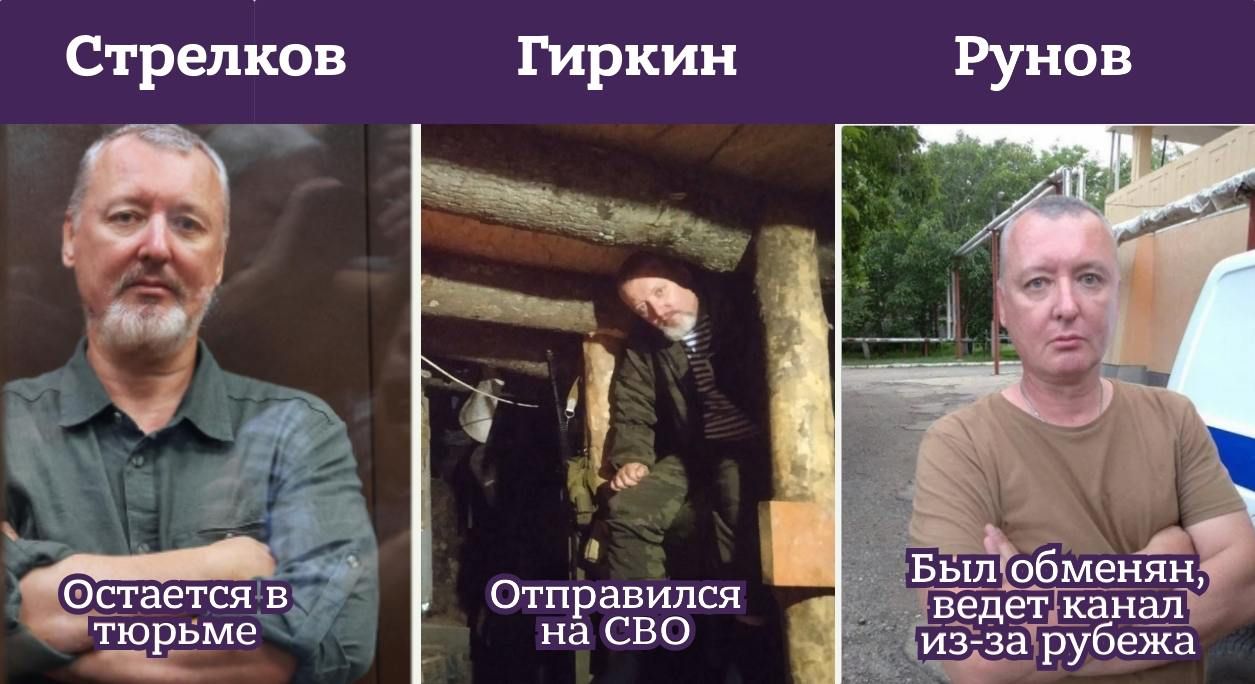 Стрелков
Гиркин
Рунов
Остается в
тюрьме
Отправился
на СВО
Был обменян,
ведет канал
из-за рубежа